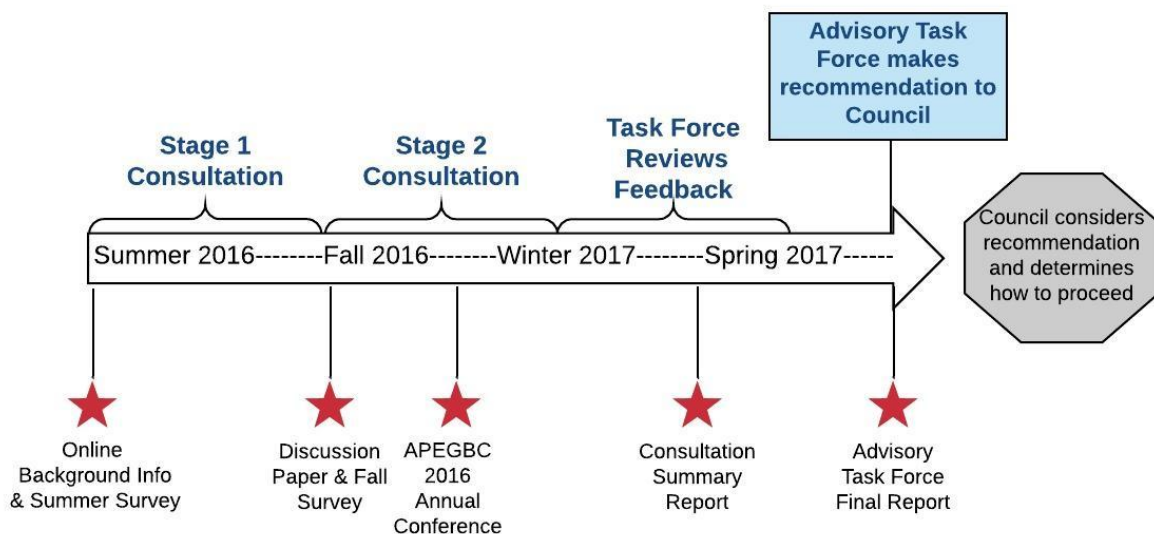 Advisory Task
Force makes
recommendation to
Council
Stage 1
Consultation
Stage 2
Consultation
Task Force
Reviews
Feedback
Summer 2016--------Fall 2016-------Winter 2017--------Spring 2017------
Council considers
recommendation
and determines
how to proceed
Online
Background Info
& Summer Survey
Discussion
Paper & Fall
Survey
APEGBC
2016
Annual
Conference
Consultation
Summary
Report
Advisory
Task Force
Final Report